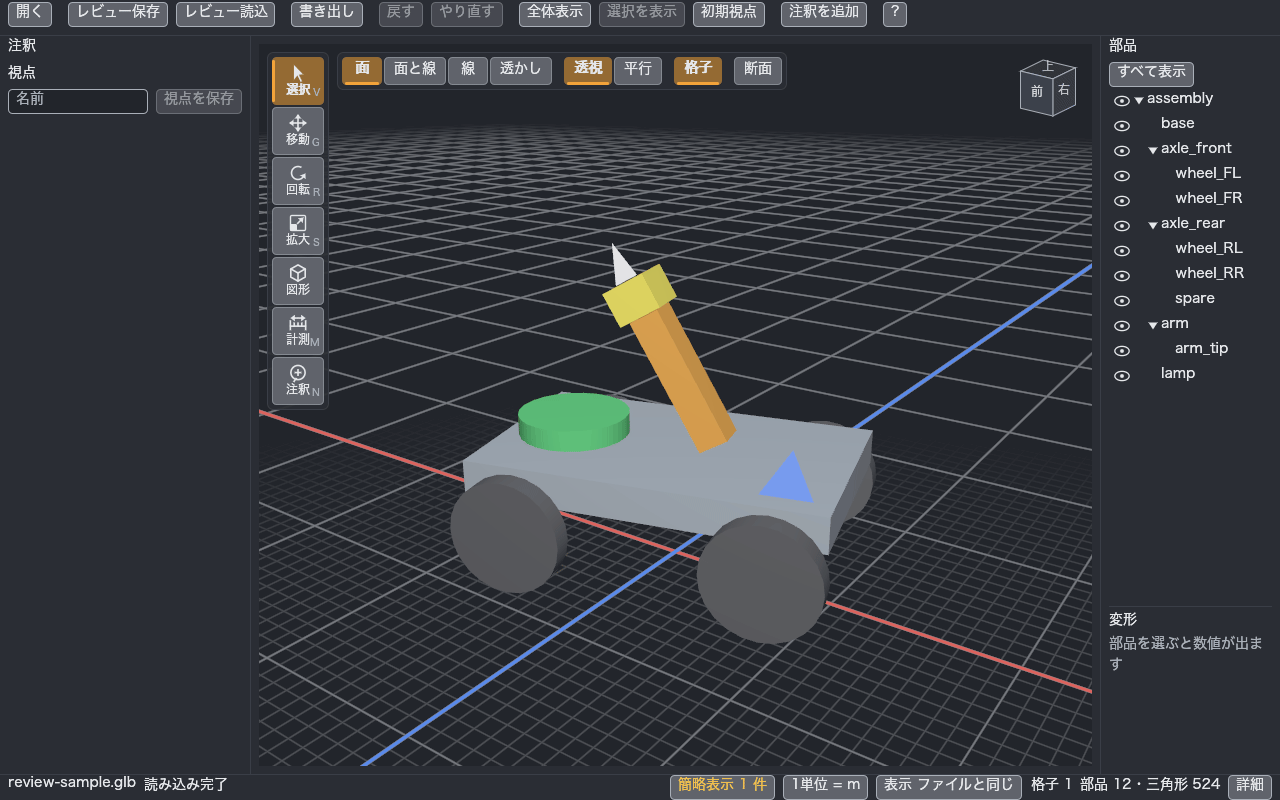 開く レビュー保存 レビュー読込 書き出し 戻す やり直す 全体表示 選択を表示 初期視点 注釈を追加 ?
注釈
視点
名前 視点を保存
選択 V
移動 G
回転 R
拡大 S
図形
計測 M
注釈 N
面 面と線 線 透かし 透視 平行 格子 断面
上
前 右
部品
すべて表示
assembly
base
axle_front
wheel_FL
wheel_FR
axle_rear
wheel_RL
wheel_RR
spare
arm
arm_tip
lamp
変形
部品を選ぶと数値が出ま
す
review-sample.glb 読み込み完了 簡略表示 1 件 1単位 = m 表示 ファイルと同じ 格子 1 部品 12・三角形 524 詳細